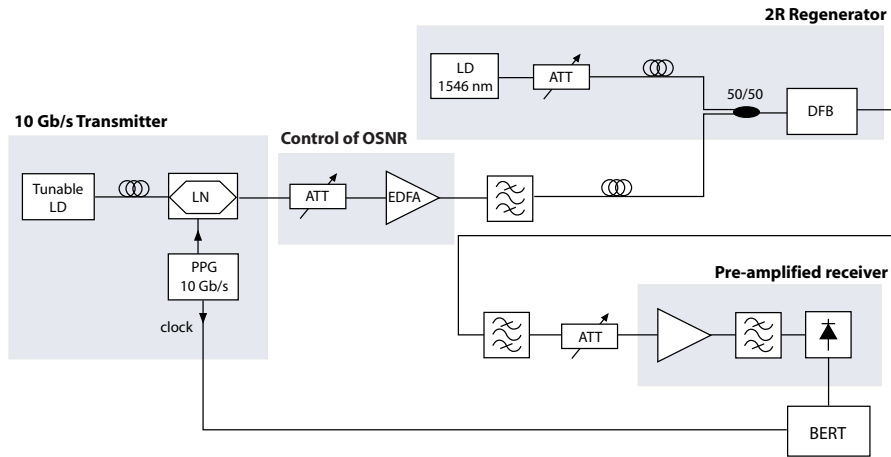 2R Regenerator
LD
1546 nm
ATT
50/50
DFB
10 Gb/s Transmitter
Control of OSNR
Tunable
LD
LN
ATT
EDFA
PPG
10 Gb/s
clock
Pre-amplified receiver
ATT
BERT